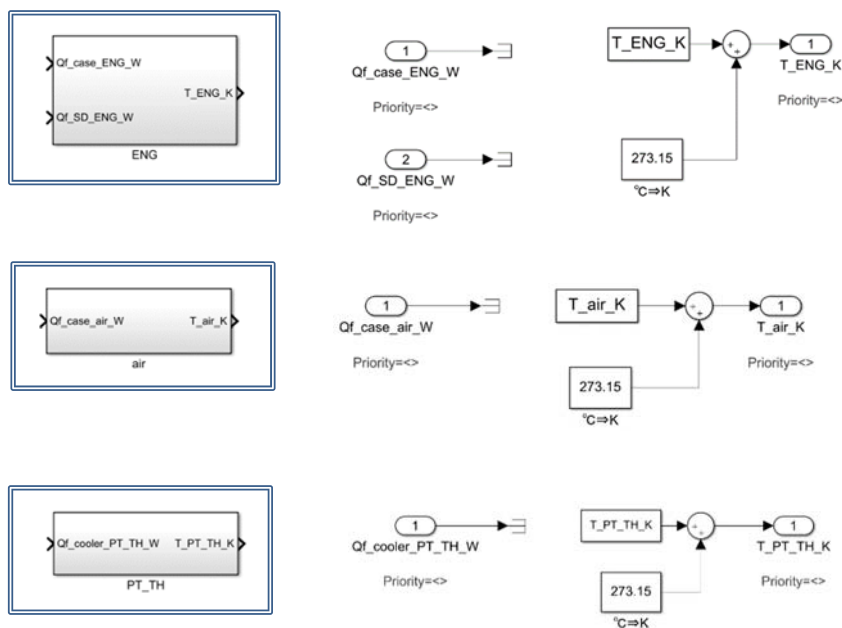 Qf_case_ENG_W
T_ENG_K
Qf_SD_ENG_W
ENG
1
Qf_case_ENG_W
Priority=<>
2
Qf_SD_ENG_W
Priority=<>
T_ENG_K
+
+
1
T_ENG_K
Priority=<>
273.15
℃⇒K
Qf_case_air_W T_air_K
air
1
Qf_case_air_W
Priority=<>
T_air_K
+
+
1
T_air_K
Priority=<>
273.15
℃⇒K
Qf_cooler_PT_TH_W T_PT_TH_K
PT_TH
1
Qf_cooler_PT_TH_W
Priority=<>
T_PT_TH_K
+
+
1
T_PT_TH_K
Priority=<>
273.15
℃⇒K